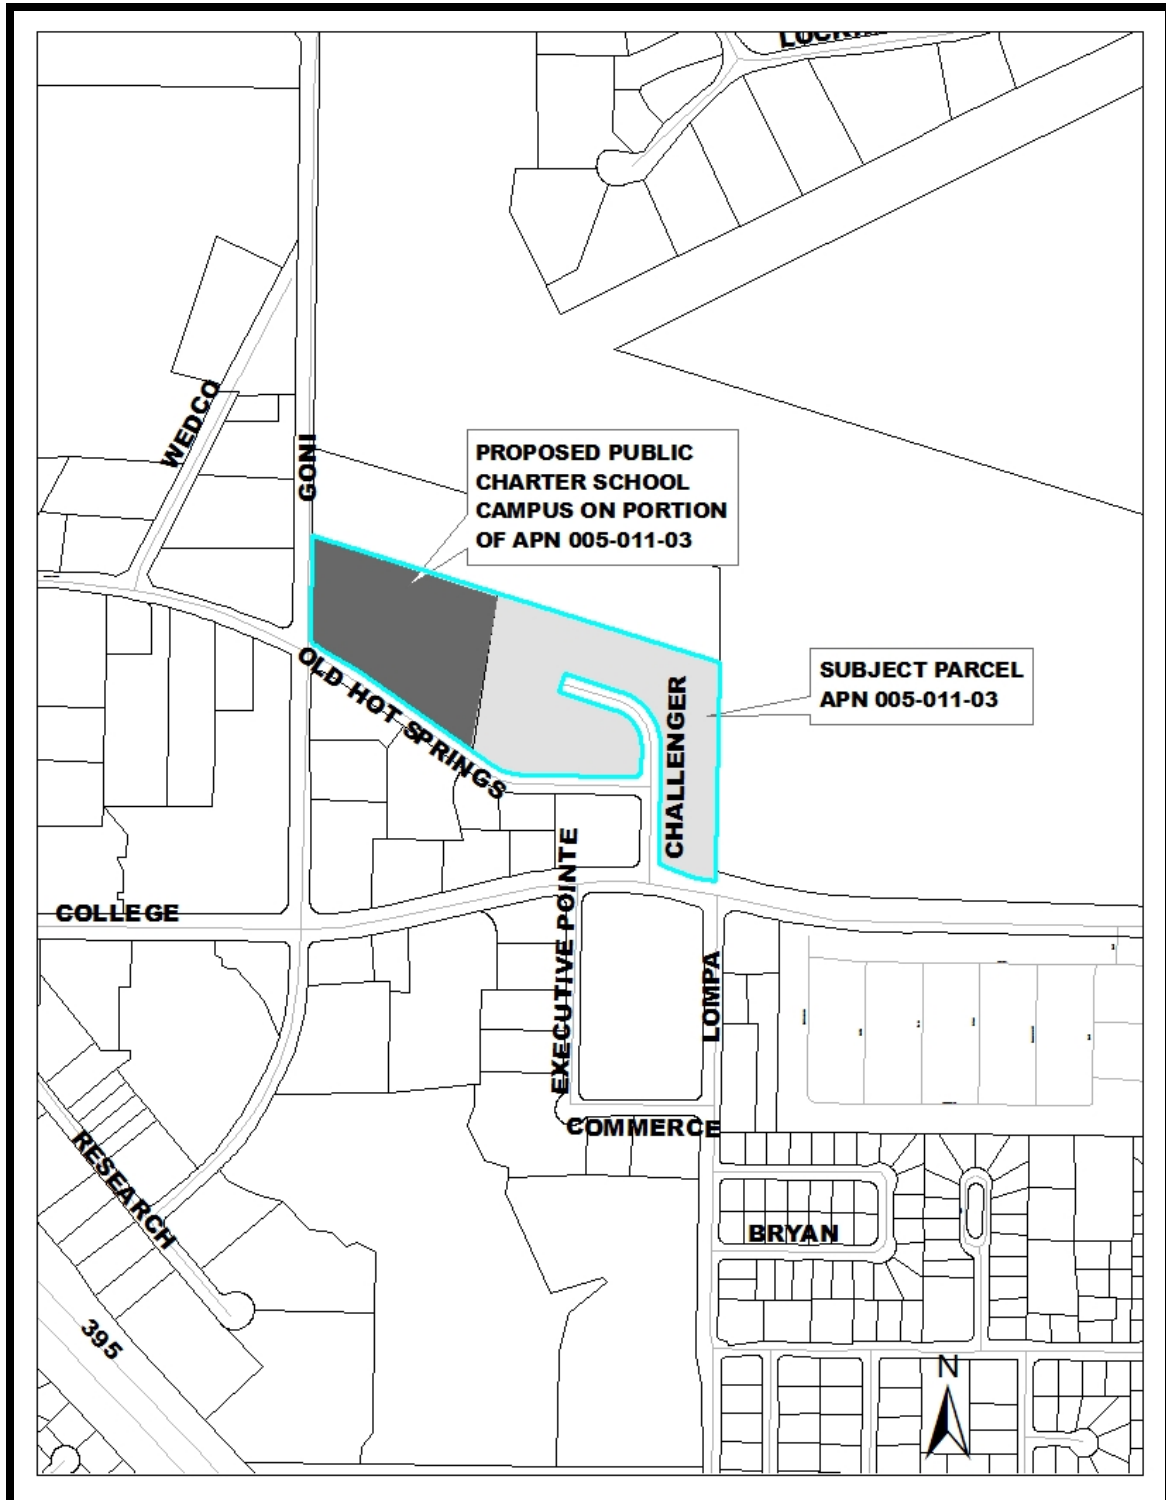 WEDCO
GONI
PROPOSED PUBLIC
CHARTER SCHOOL
CAMPUS ON PORTION
OF APN 005-011-03
SUBJECT PARCEL
APN 005-011-03
OLD HOT SPRINGS
CHALLENGER
EXECUTIVE POINTE
COLLEGE
LOMPA
COMMERCE
RESEARCH
BRYAN
395
N